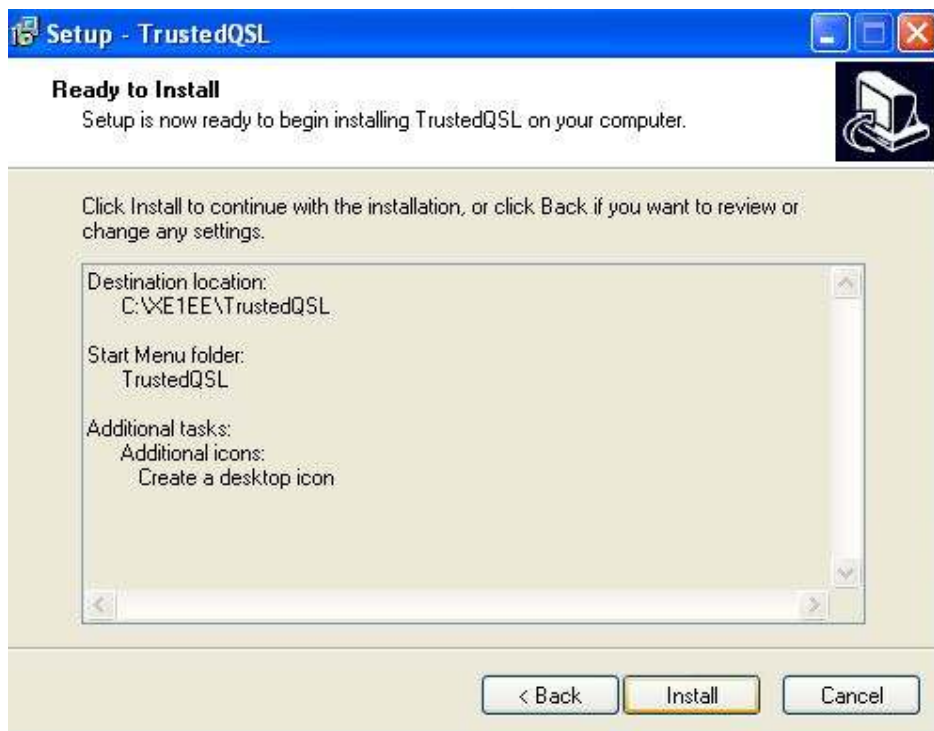 Setup - TrustedQSL
Ready to Install
Setup is now ready to begin installing TrustedQSL on your computer.
Click Install to continue with the installation, or click Back if you want to review or
change any settings.
Destination location:
C:\XE1EE\TrustedQSL
Start Menu folder:
TrustedQSL
Additional tasks:
Additional icons:
Create a desktop icon
< Back
Install
Cancel